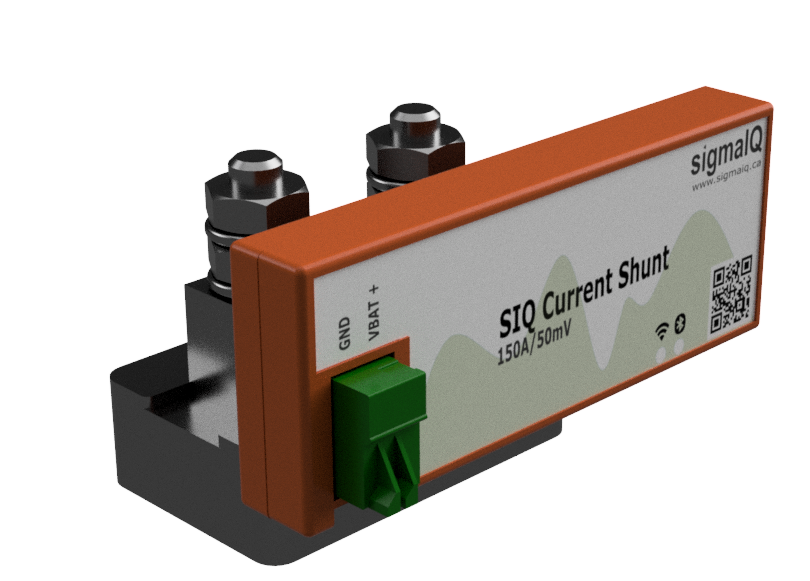 sigmaIQ
www.sigmaiq.ca
GND
VBAT +
SIQ Current Shunt
150A/50mV